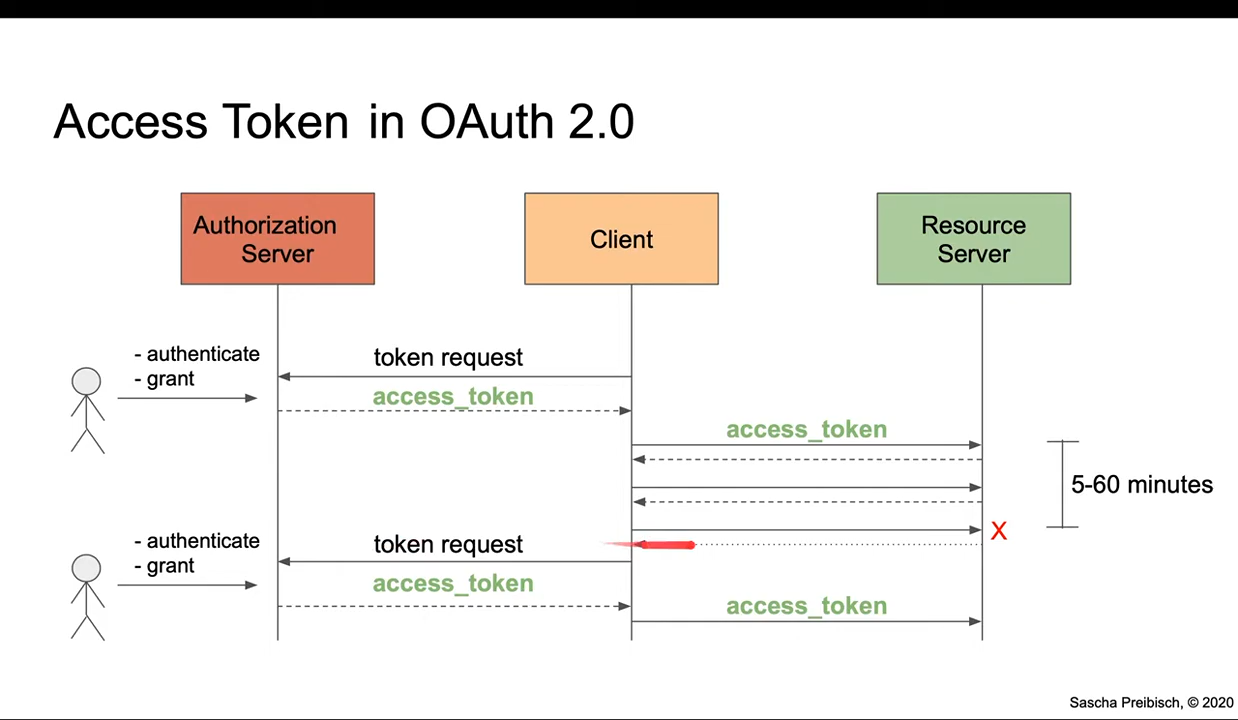 Access Token in OAuth 2.0
Authorization
Server
Client
Resource
Server
- authenticate
- grant
token request
access_token
access_token
5-60 minutes
X
- authenticate
- grant
token request
access_token
access_token
Sascha Preibisch, © 2020